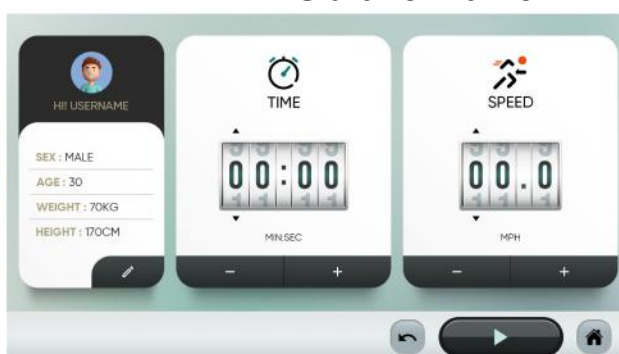 HI! USERNAME
SEX : MALE
AGE : 30
WEIGHT : 70KG
HEIGHT : 170CM
TIME
00:00
MIN:SEC
- +
SPEED
00.0
MPH
- +